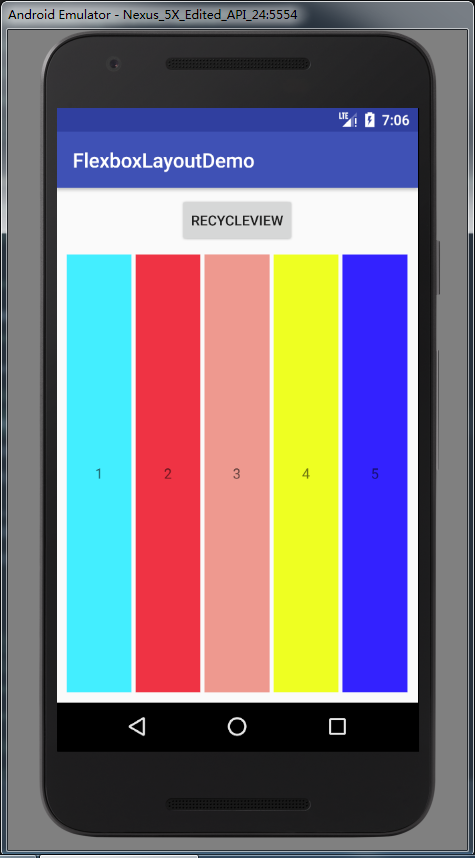 Android Emulator - Nexus_5X_Edited_API_24:5554
LTE 7:06
FlexboxLayoutDemo
RECYCLEVIEW
1 2 3 4 5